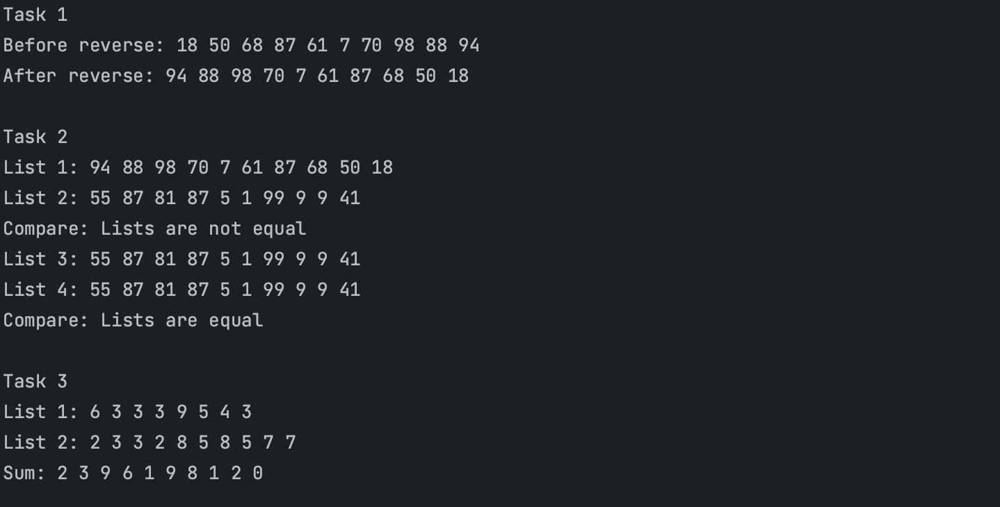 Task 1
Before reverse: 18 50 68 87 61 7 70 98 88 94
After reverse: 94 88 98 70 7 61 87 68 50 18
Task 2
List 1: 94 88 98 70 7 61 87 68 50 18
List 2: 55 87 81 87 5 1 99 9 9 41
Compare: Lists are not equal
List 3: 55 87 81 87 5 1 99 9 9 41
List 4: 55 87 81 87 5 1 99 9 9 41
Compare: Lists are equal
Task 3
List 1: 6 3 3 3 9 5 4 3
List 2: 2 3 3 2 8 5 8 5 7 7
Sum: 2 3 9 6 1 9 8 1 2 0